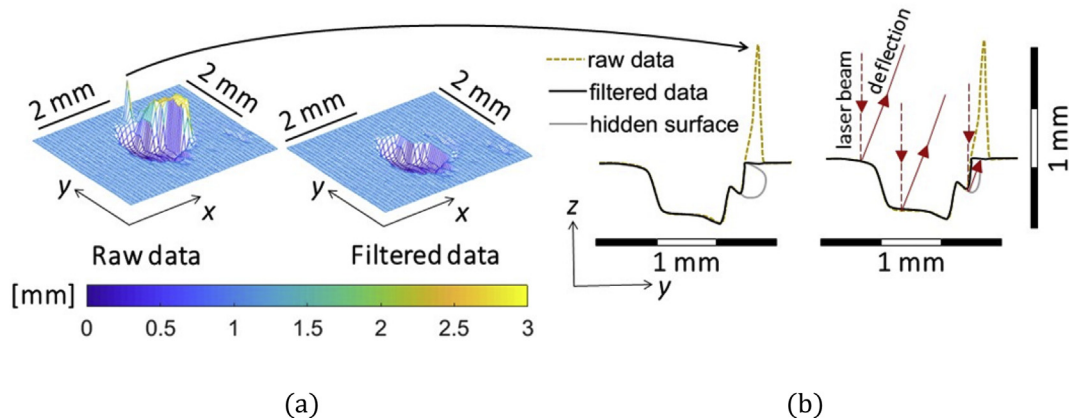 2 mm
2 mm
y
x
Raw data
2 mm
2 mm
y
x
Filtered data
[mm]
0 0.5 1 1.5 2 2.5 3
(a)
raw data
filtered data
hidden surface
z
y
1 mm
laser beam
deflection
1 mm
1 mm
(b)